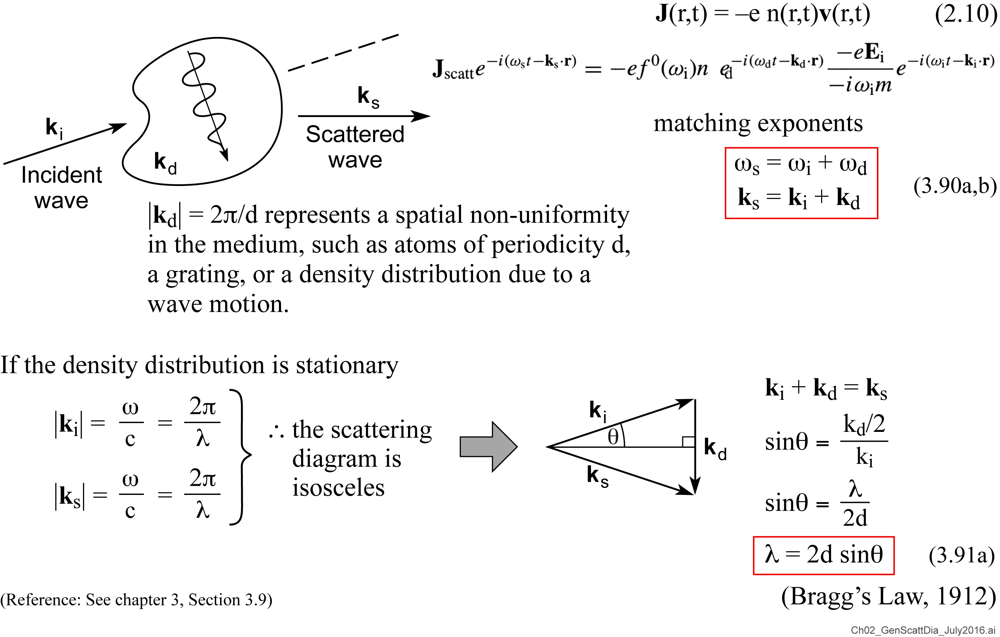 J(r,t) = –e n(r,t)v(r,t) (2.10)
J_scatt e^{–i(ω_s t – k_s·r)} = –e f^0(ω_i) n e_d^{–i(ω_d t – k_d·r)} \frac{–eE_i}{–iω_i m} e^{–i(ω_i t – k_i·r)}
matching exponents
ω_s = ω_i + ω_d
k_s = k_i + k_d
(3.90a,b)
k_i
Incident
wave
k_d
k_s
Scattered
wave
|k_d| = 2π/d represents a spatial non-uniformity
in the medium, such as atoms of periodicity d,
a grating, or a density distribution due to a
wave motion.
If the density distribution is stationary
|k_i| = ω/c = 2π/λ
|k_s| = ω/c = 2π/λ
∴ the scattering
diagram is
isosceles
k_i
θ
k_d
k_s
k_i + k_d = k_s
sinθ = \frac{k_d/2}{k_i}
sinθ = \frac{λ}{2d}
λ = 2d sinθ (3.91a)
(Bragg’s Law, 1912)
(Reference: See chapter 3, Section 3.9)
Ch02_GenScattDia_July2016.ai